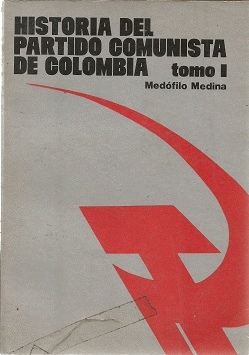 HISTORIA DEL
PARTIDO COMUNISTA
DE COLOMBIA tomo I
Medófilo Medina